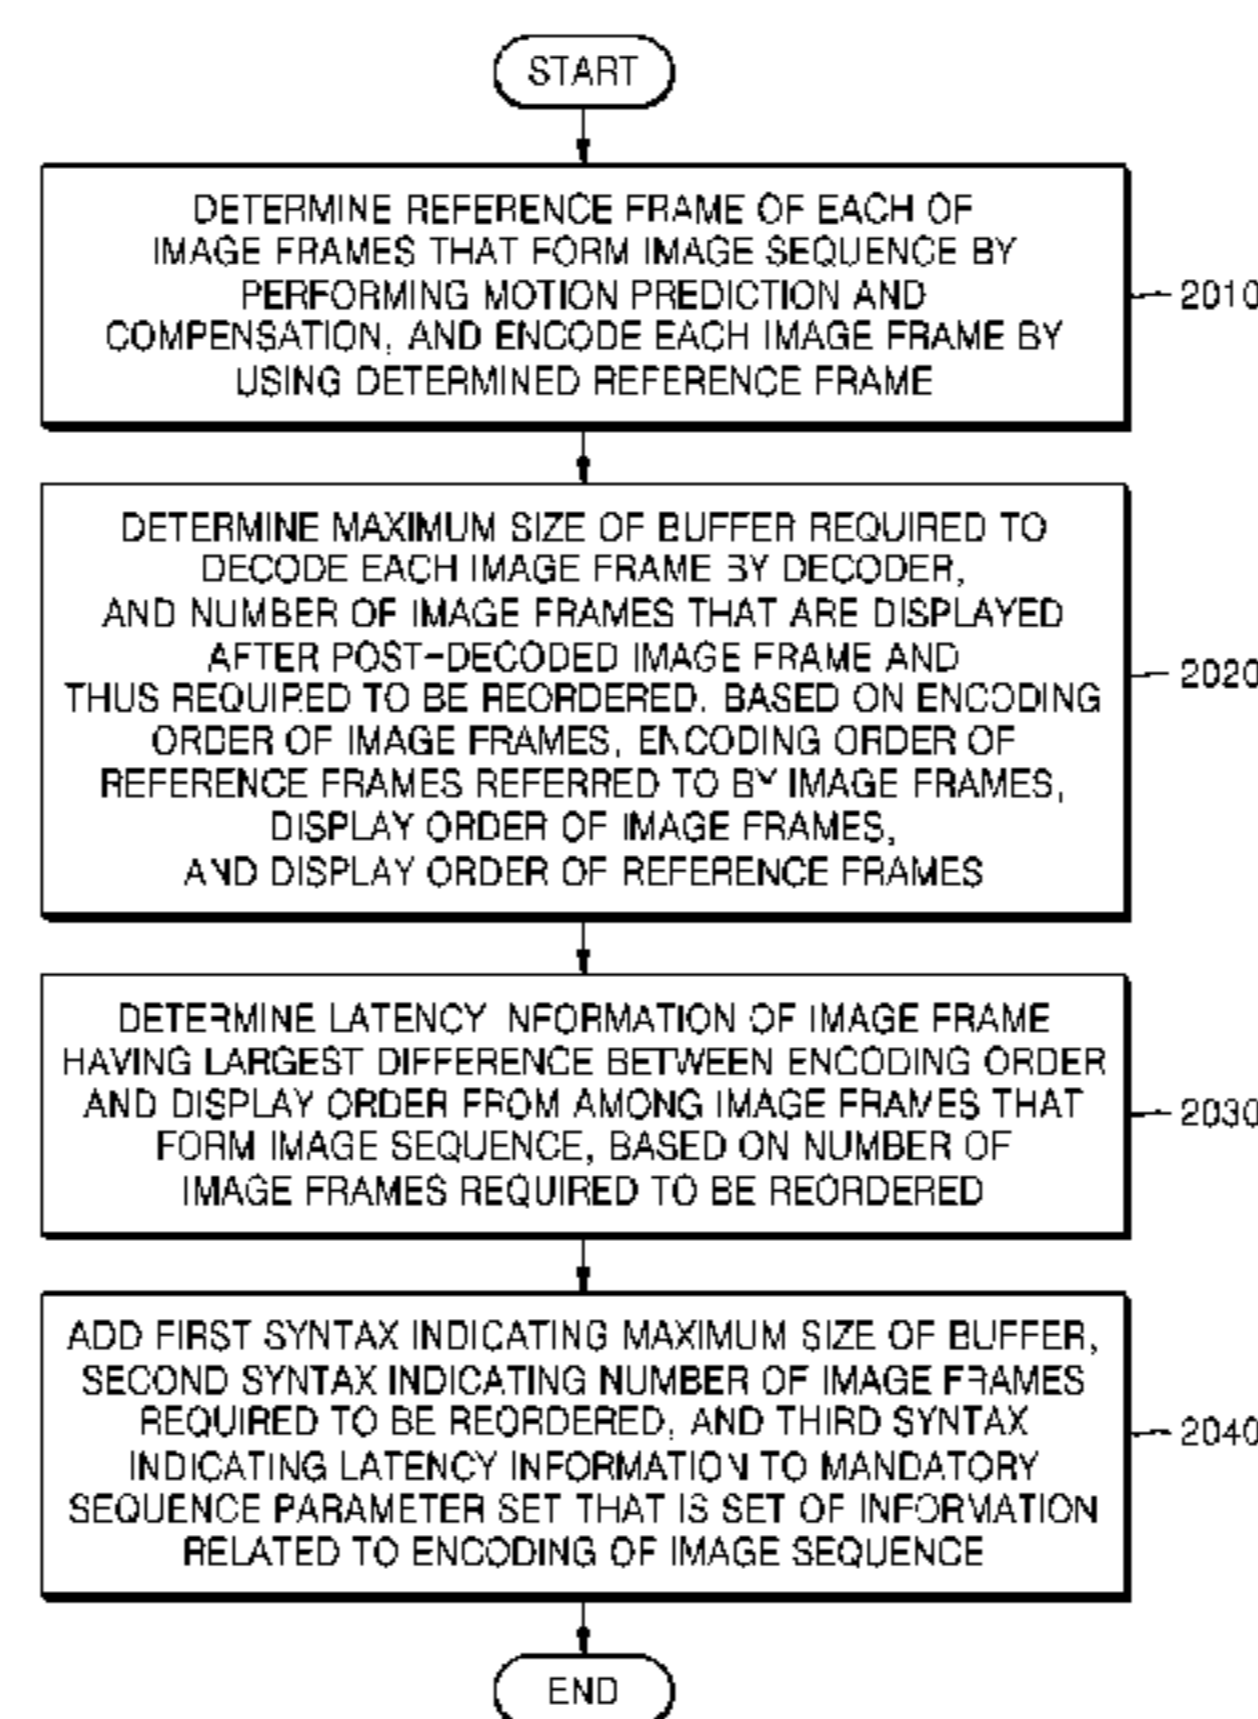 START
DETERMINE REFERENCE FRAME OF EACH OF
IMAGE FRAMES THAT FORM IMAGE SEQUENCE BY
PERFORMING MOTION PREDICTION AND
COMPENSATION, AND ENCODE EACH IMAGE FRAME BY
USING DETERMINED REFERENCE FRAME
2010
DETERMINE MAXIMUM SIZE OF BUFFER REQUIRED TO
DECODE EACH IMAGE FRAME BY DECODER,
AND NUMBER OF IMAGE FRAMES THAT ARE DISPLAYED
AFTER POST-DECODED IMAGE FRAME AND
THUS REQUIRED TO BE REORDERED, BASED ON ENCODING
ORDER OF IMAGE FRAMES, ENCODING ORDER OF
REFERENCE FRAMES REFERRED TO BY IMAGE FRAMES,
DISPLAY ORDER OF IMAGE FRAMES,
AND DISPLAY ORDER OF REFERENCE FRAMES
2020
DETERMINE LATENCY INFORMATION OF IMAGE FRAME
HAVING LARGEST DIFFERENCE BETWEEN ENCODING ORDER
AND DISPLAY ORDER FROM AMONG IMAGE FRAMES THAT
FORM IMAGE SEQUENCE, BASED ON NUMBER OF
IMAGE FRAMES REQUIRED TO BE REORDERED
2030
ADD FIRST SYNTAX INDICATING MAXIMUM SIZE OF BUFFER,
SECOND SYNTAX INDICATING NUMBER OF IMAGE FRAMES
REQUIRED TO BE REORDERED, AND THIRD SYNTAX
INDICATING LATENCY INFORMATION TO MANDATORY
SEQUENCE PARAMETER SET THAT IS SET OF INFORMATION
RELATED TO ENCODING OF IMAGE SEQUENCE
2040
END